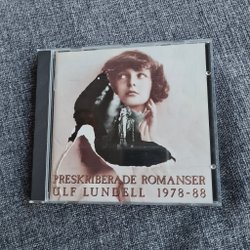 PRESKRIBERADE ROMANSER
ULF LUNDELL 1978-88